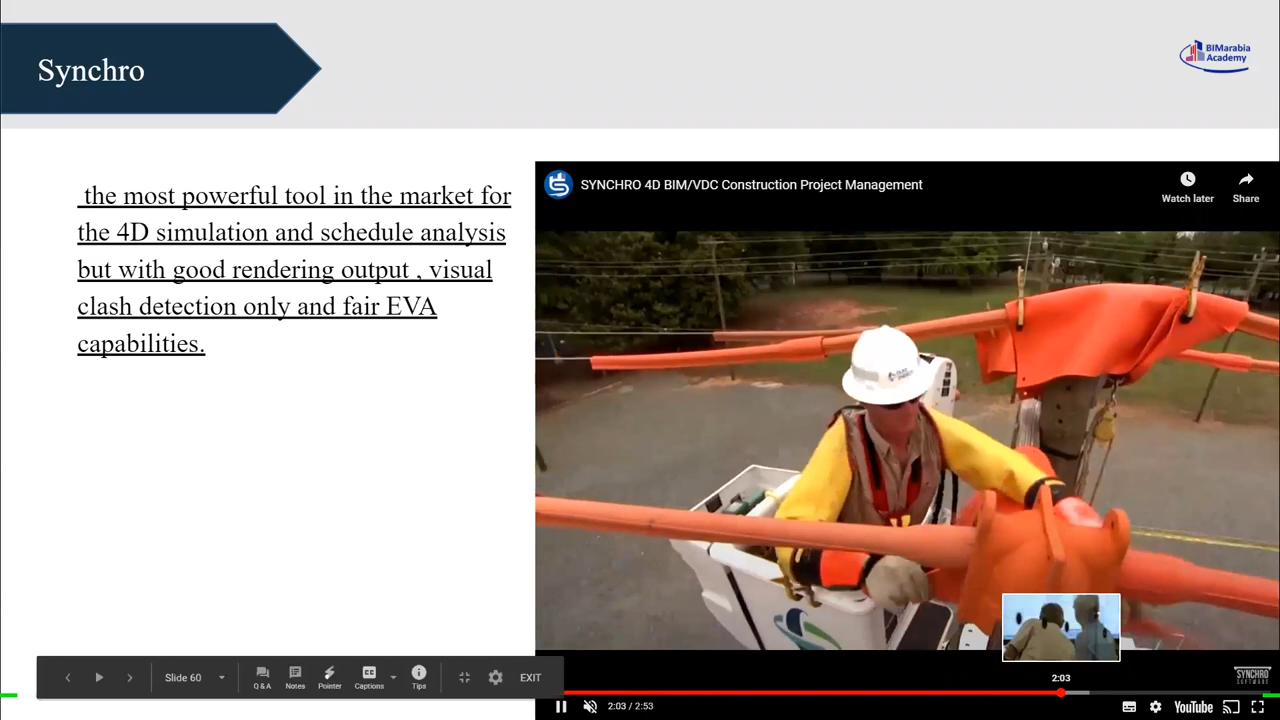 Synchro
BIMarabia
Academy
the most powerful tool in the market for
the 4D simulation and schedule analysis
but with good rendering output , visual
clash detection only and fair EVA
capabilities.
SYNCHRO 4D BIM/VDC Construction Project Management
Watch later
Share
Slide 60
Q & A
Notes
Pointer
Captions
Tips
EXIT
2:03
SYNCHRO
SOFTWARE
2:03 / 2:53
YouTube